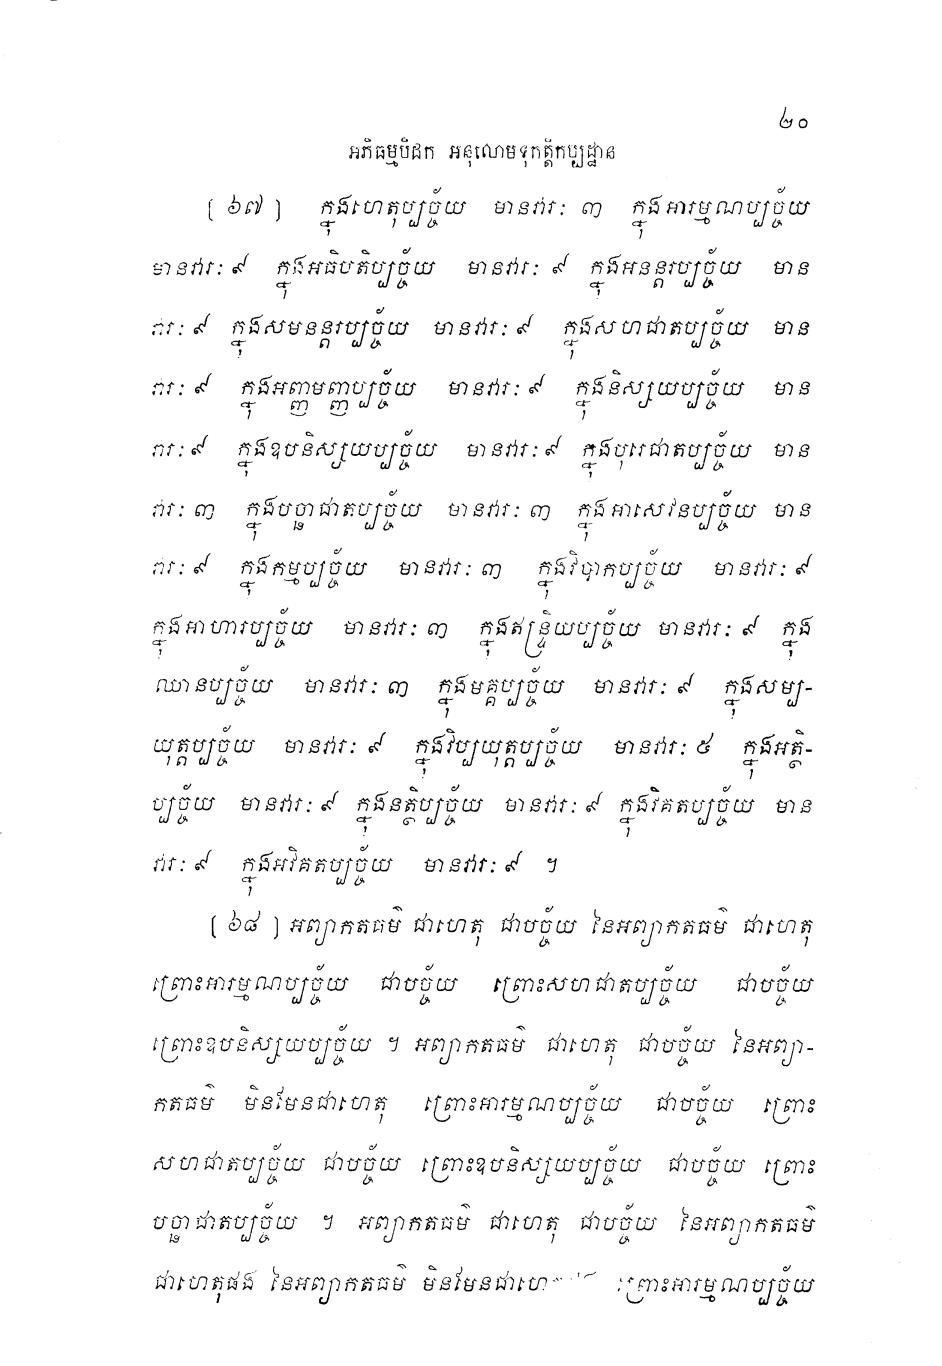 ២០
អភិធម្មបិដក អនុលោមទុកត្តិកប្បដ្ឋាន
[ ៦៧ ] ក្នុងហេតុប្បច្ច័យ មានវារៈ ៣ ក្នុងអារម្មណប្បច្ច័យ
មានវារៈ ៩ ក្នុងអធិបតិប្បច្ច័យ មានវារៈ ៩ ក្នុងអនន្តរប្បច្ច័យ មាន
វារៈ ៩ ក្នុងសមនន្តរប្បច្ច័យ មានវារៈ ៩ ក្នុងសហជាតប្បច្ច័យ មាន
វារៈ ៩ ក្នុងអញ្ញមញ្ញប្បច្ច័យ មានវារៈ ៩ ក្នុងនិស្សយប្បច្ច័យ មាន
វារៈ ៩ ក្នុងឧបនិស្សយប្បច្ច័យ មានវារៈ ៩ ក្នុងបុរេជាតប្បច្ច័យ មាន
វារៈ ៣ ក្នុងបច្ឆាជាតប្បច្ច័យ មានវារៈ ៣ ក្នុងអាសេវនប្បច្ច័យ មាន
វារៈ ៩ ក្នុងកម្មប្បច្ច័យ មានវារៈ ៣ ក្នុងវិបាកប្បច្ច័យ មានវារៈ ៩
ក្នុងអាហារប្បច្ច័យ មានវារៈ ៣ ក្នុងឥន្ទ្រិយប្បច្ច័យ មានវារៈ ៩ ក្នុង
ឈានប្បច្ច័យ មានវារៈ ៣ ក្នុងមគ្គប្បច្ច័យ មានវារៈ ៩ ក្នុងសម្ប-
យុត្តប្បច្ច័យ មានវារៈ ៩ ក្នុងវិប្បយុត្តប្បច្ច័យ មានវារៈ ៥ ក្នុងអត្ថិ-
ប្បច្ច័យ មានវារៈ ៩ ក្នុងនត្ថិប្បច្ច័យ មានវារៈ ៩ ក្នុងវិគតប្បច្ច័យ មាន
វារៈ ៩ ក្នុងអវិគតប្បច្ច័យ មានវារៈ ៩ ។
[ ៦៨ ] អព្យាកតធម៌ ជាហេតុ ជាបច្ច័យ នៃអព្យាកតធម៌ ជាហេតុ
ព្រោះអារម្មណប្បច្ច័យ ជាបច្ច័យ ព្រោះសហជាតប្បច្ច័យ ជាបច្ច័យ
ព្រោះឧបនិស្សយប្បច្ច័យ ។ អព្យាកតធម៌ ជាហេតុ ជាបច្ច័យ នៃអព្យា-
កតធម៌ មិនមែនជាហេតុ ព្រោះអារម្មណប្បច្ច័យ ជាបច្ច័យ ព្រោះ
សហជាតប្បច្ច័យ ជាបច្ច័យ ព្រោះឧបនិស្សយប្បច្ច័យ ជាបច្ច័យ ព្រោះ
បច្ឆាជាតប្បច្ច័យ ។ អព្យាកតធម៌ ជាហេតុ ជាបច្ច័យ នៃអព្យាកតធម៌
ជាហេតុផង នៃអព្យាកតធម៌ មិនមែនជាហេ ព្រោះអារម្មណប្បច្ច័យ